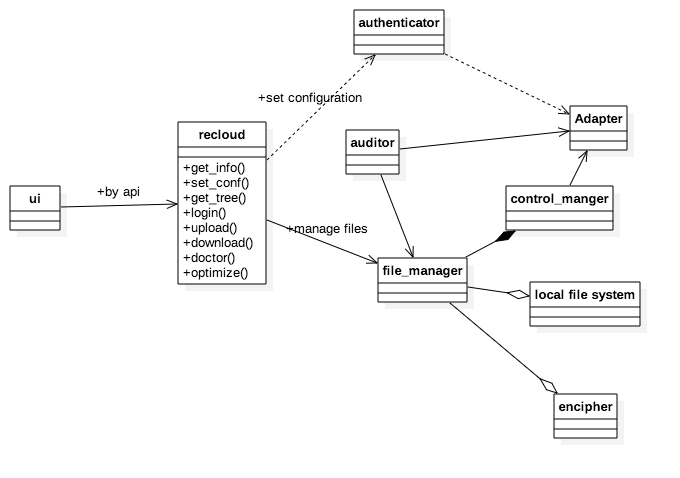 authenticator
+set configuration
Adapter
recloud
auditor
+get_info()
+set_conf()
+get_tree()
+login()
+upload()
+download()
+doctor()
+optimize()
ui
+by api
control_manger
+manage files
file_manager
local file system
encipher